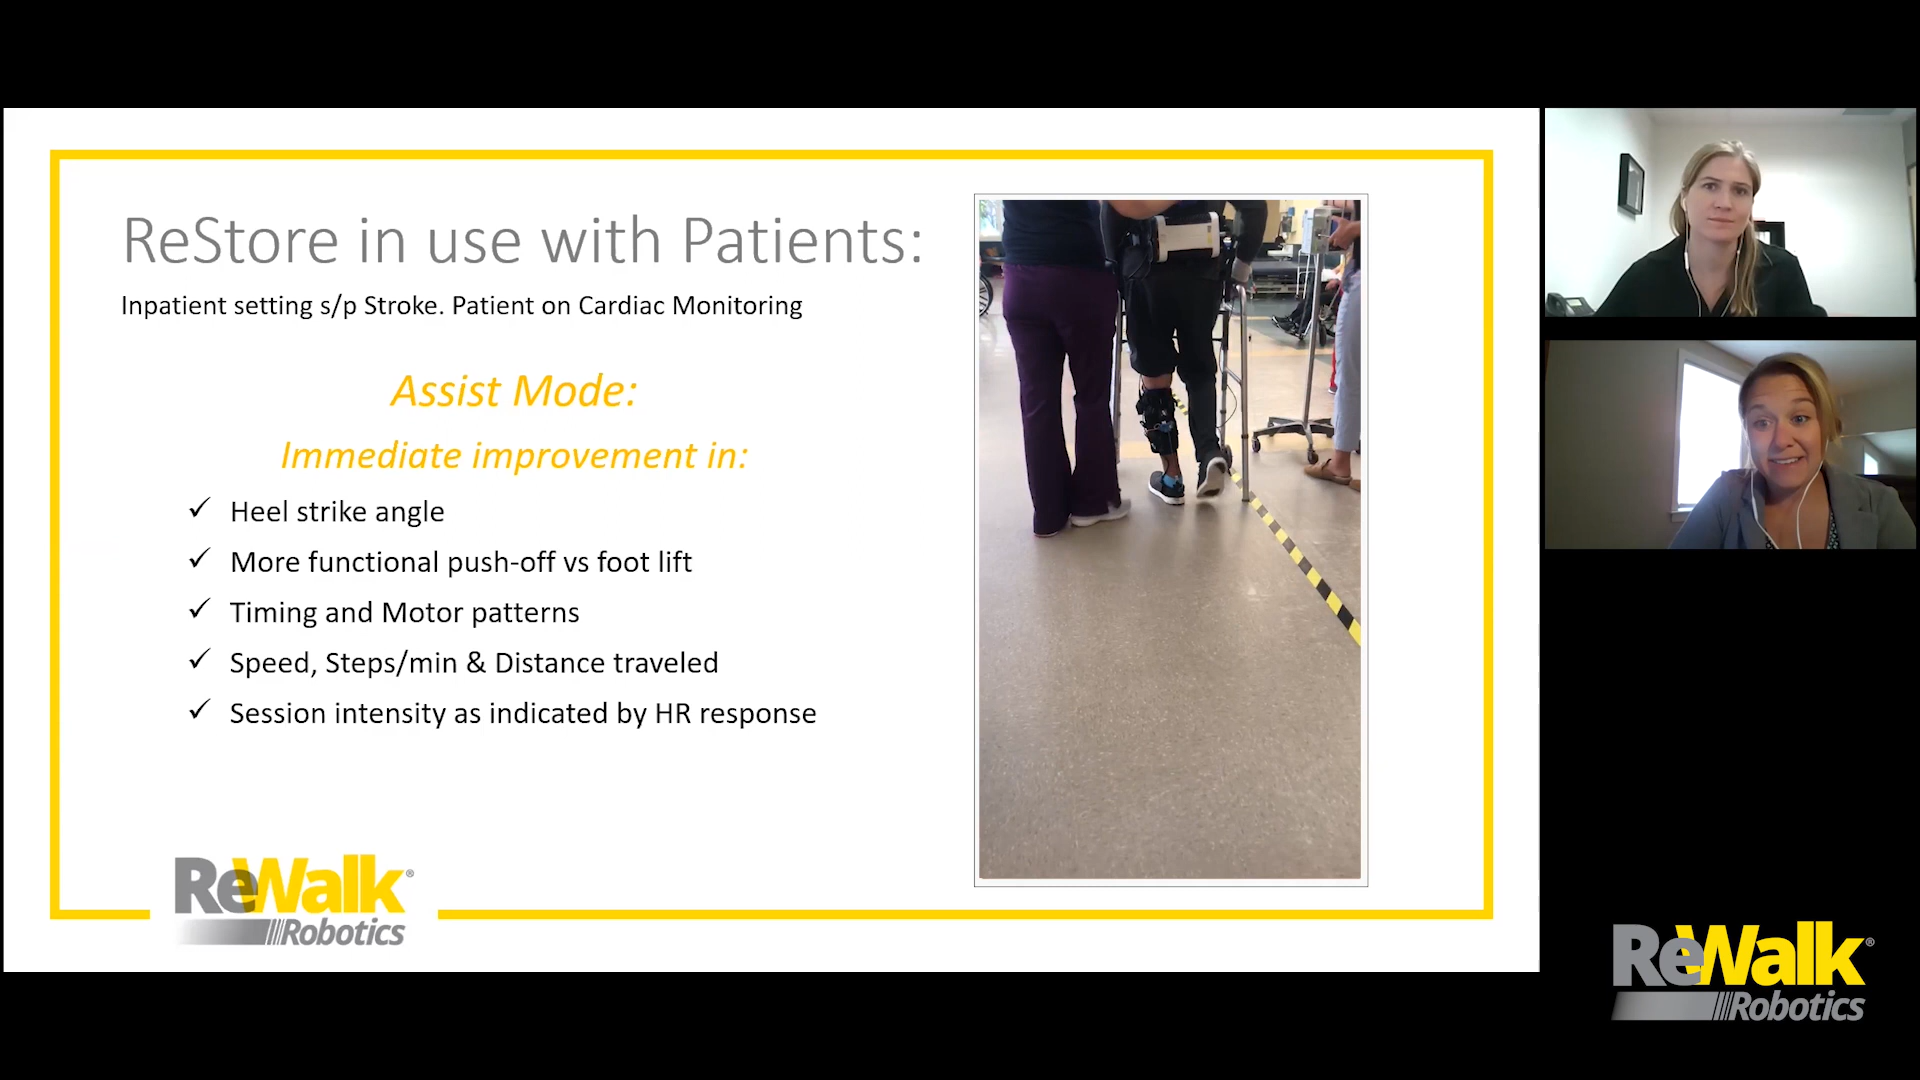 ReStore in use with Patients:
Inpatient setting s/p Stroke. Patient on Cardiac Monitoring
Assist Mode:
Immediate improvement in:
✓ Heel strike angle
✓ More functional push-off vs foot lift
✓ Timing and Motor patterns
✓ Speed, Steps/min & Distance traveled
✓ Session intensity as indicated by HR response
ReWalk®
Robotics
ReWalk®
Robotics